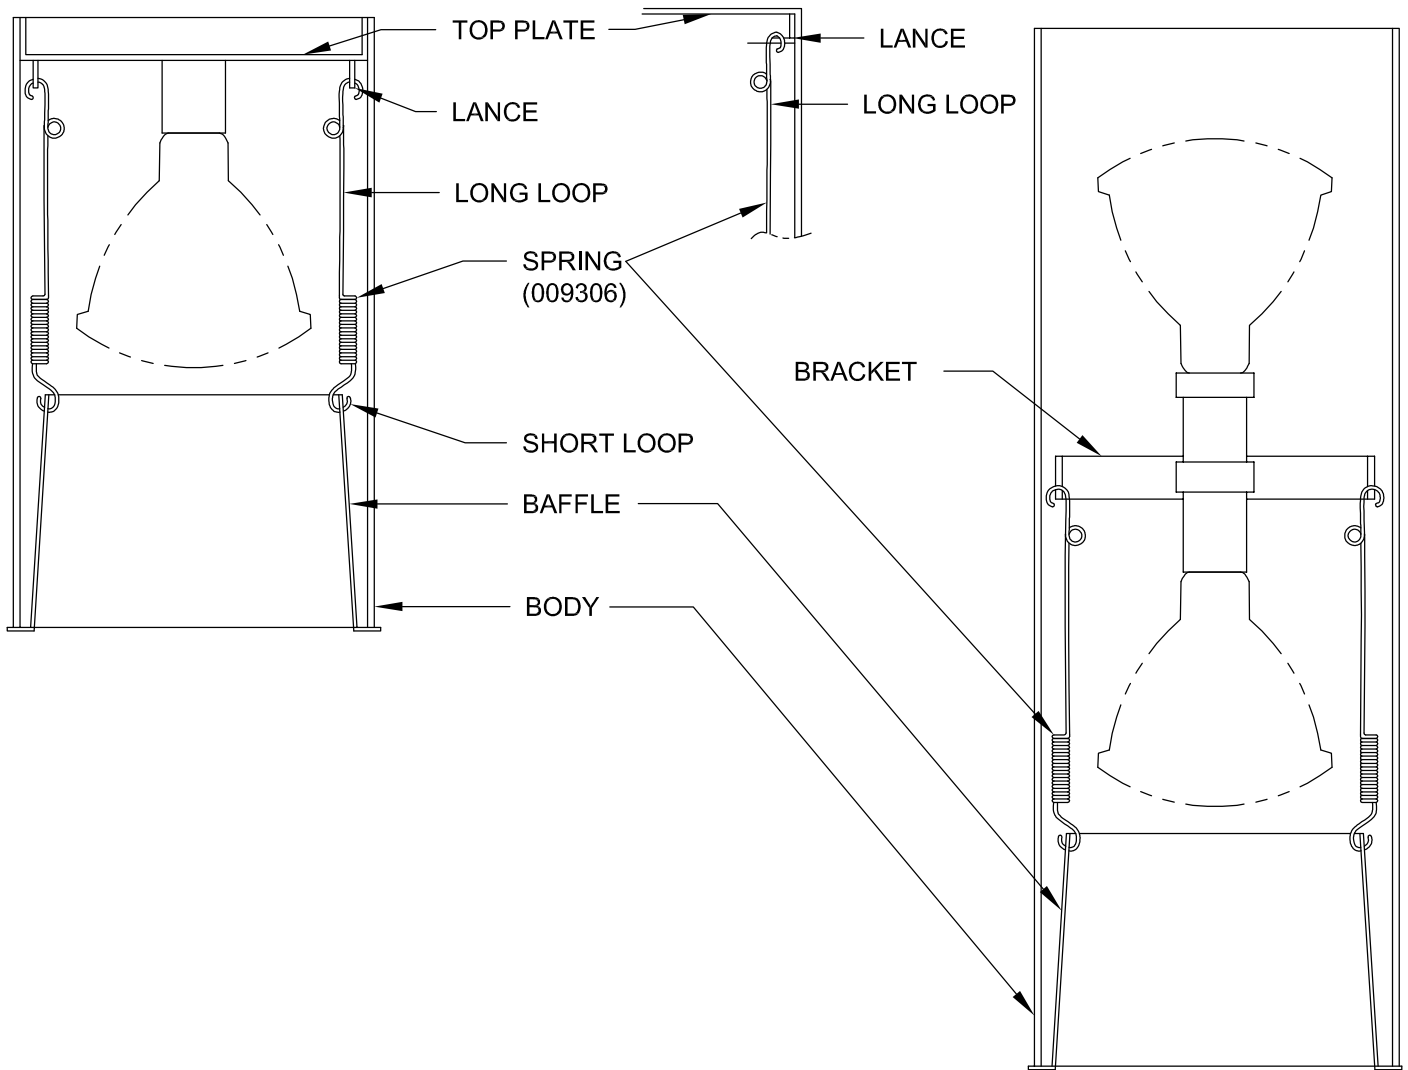 TOP PLATE
LANCE
LANCE
LONG LOOP
LONG LOOP
SPRING
(009306)
BRACKET
SHORT LOOP
BAFFLE
BODY